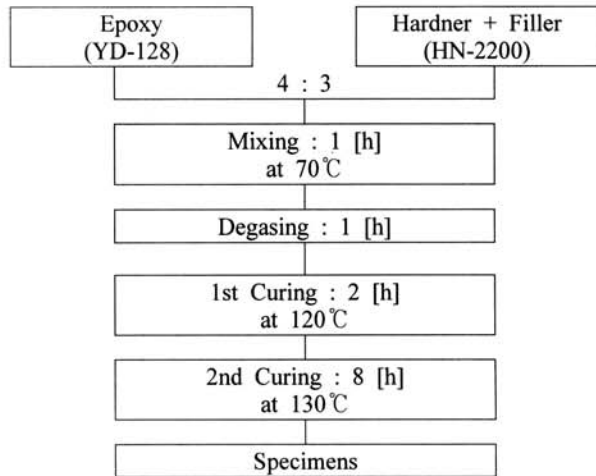 Epoxy
(YD-128)
Hardner + Filler
(HN-2200)
4 : 3
Mixing : 1 [h]
at 70℃
Degasing : 1 [h]
1st Curing : 2 [h]
at 120℃
2nd Curing : 8 [h]
at 130℃
Specimens